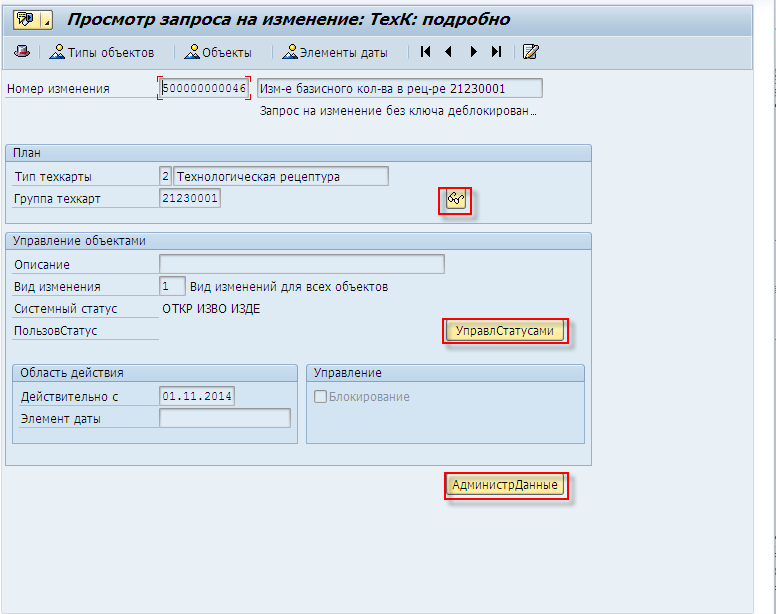 Просмотр запроса на изменение: ТехК: подробно
Типы объектов Объекты Элементы даты
Номер изменения 500000000046 Изм-е базисного кол-ва в рец-ре 21230001
Запрос на изменение без ключа деблокирован…
План
Тип техкарты 2 Технологическая рецептура
Группа техкарт 21230001
Управление объектами
Описание
Вид изменения 1 Вид изменений для всех объектов
Системный статус ОТКР ИЗВО ИЗДЕ
ПользовСтатус УправлСтатусами
Область действия Управление
Действительно с 01.11.2014 Блокирование
Элемент даты
АдминистрДанные